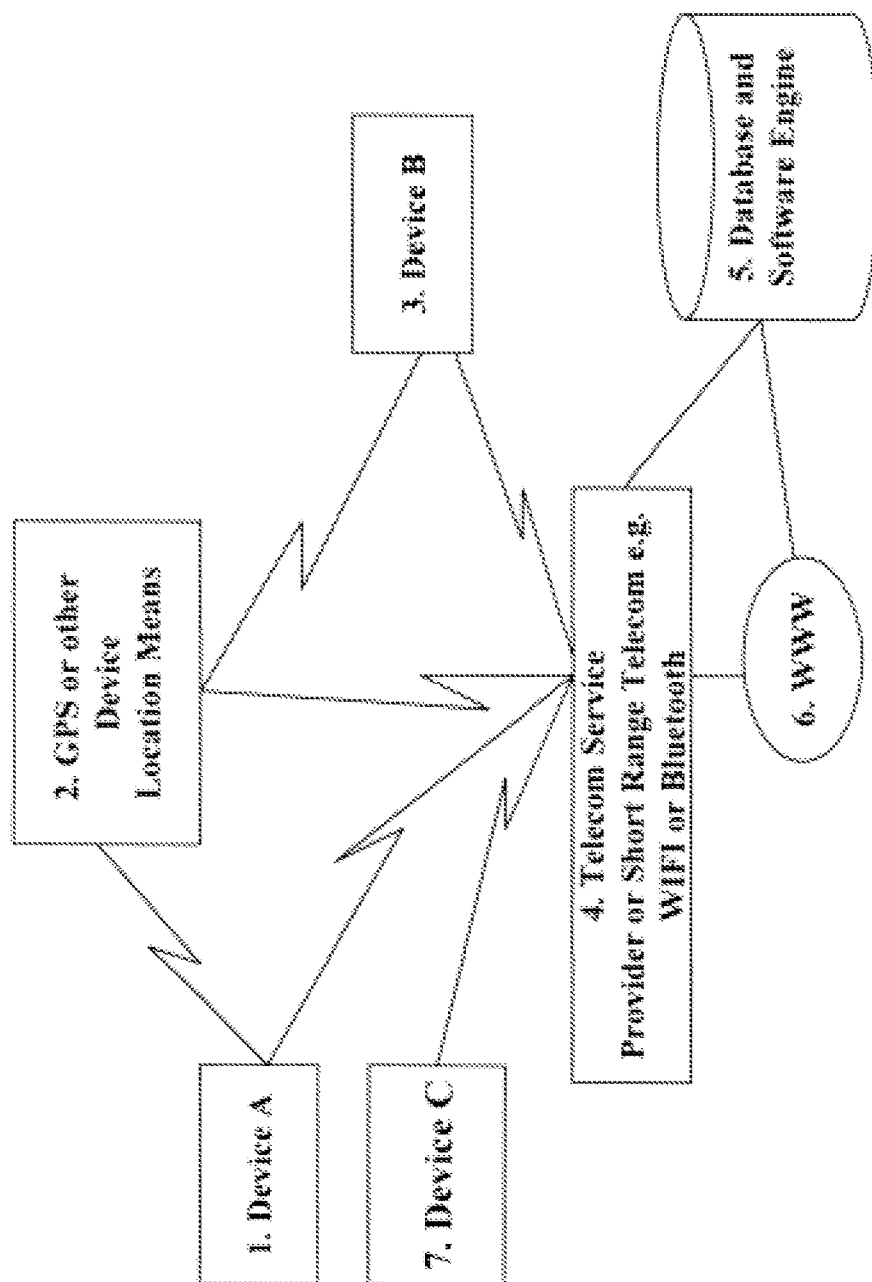 1. Device A
2. GPS or other
Device
Location Means
3. Device B
7. Device C
4. Telecom Service
Provider or Short Range Telecom e.g.
WIFI or Bluetooth
5. Database and
Software Engine
6. WWW